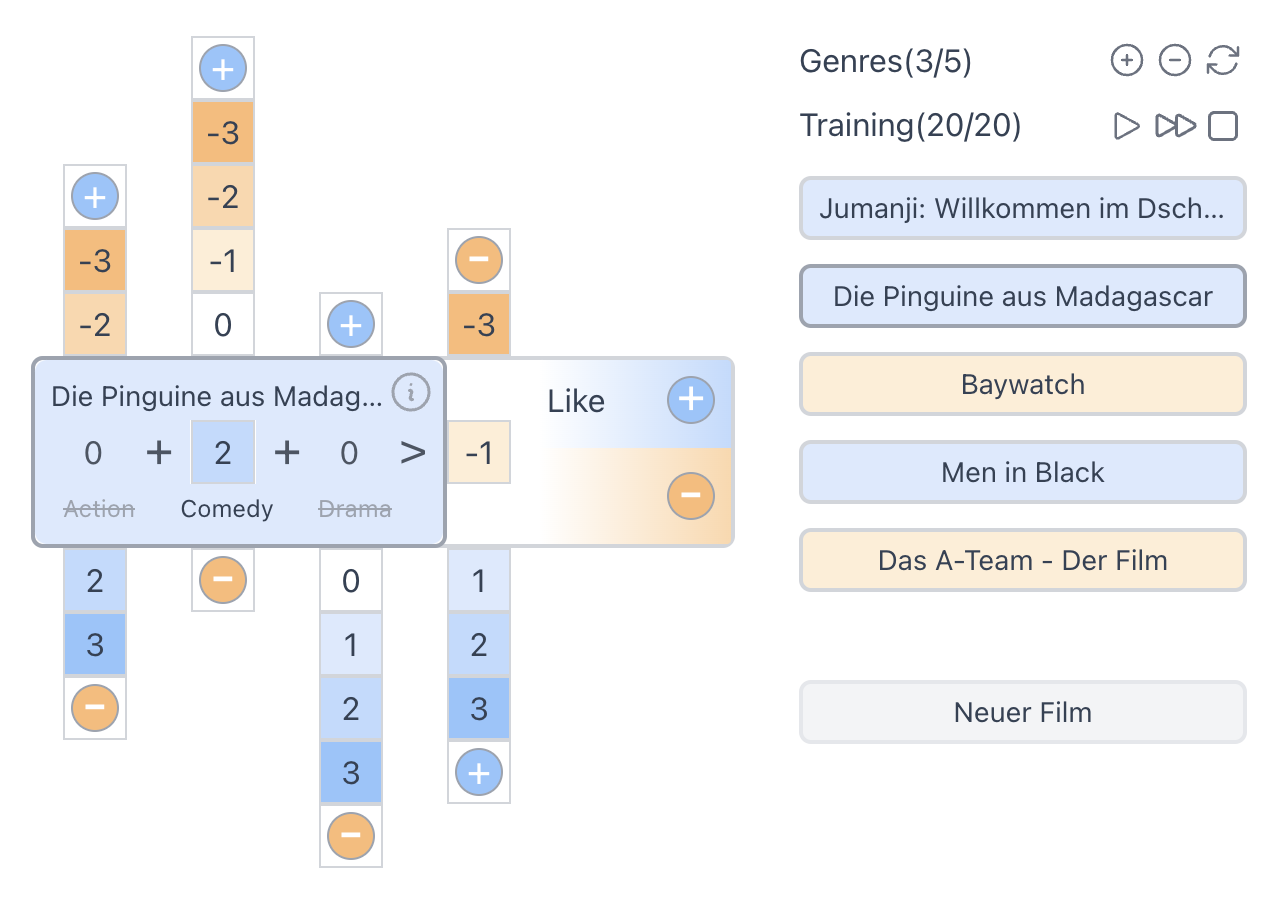 Genres(3/5)
Training(20/20)
+
-3
-2
-1
0
+
-3
-2
+
−
-3
Die Pinguine aus Madag... i
0 + 2 + 0 > -1
Action Comedy Drama
Like +
−
2
3
−
−
0
1
2
3
−
1
2
3
+
Jumanji: Willkommen im Dsch...
Die Pinguine aus Madagascar
Baywatch
Men in Black
Das A-Team - Der Film
Neuer Film